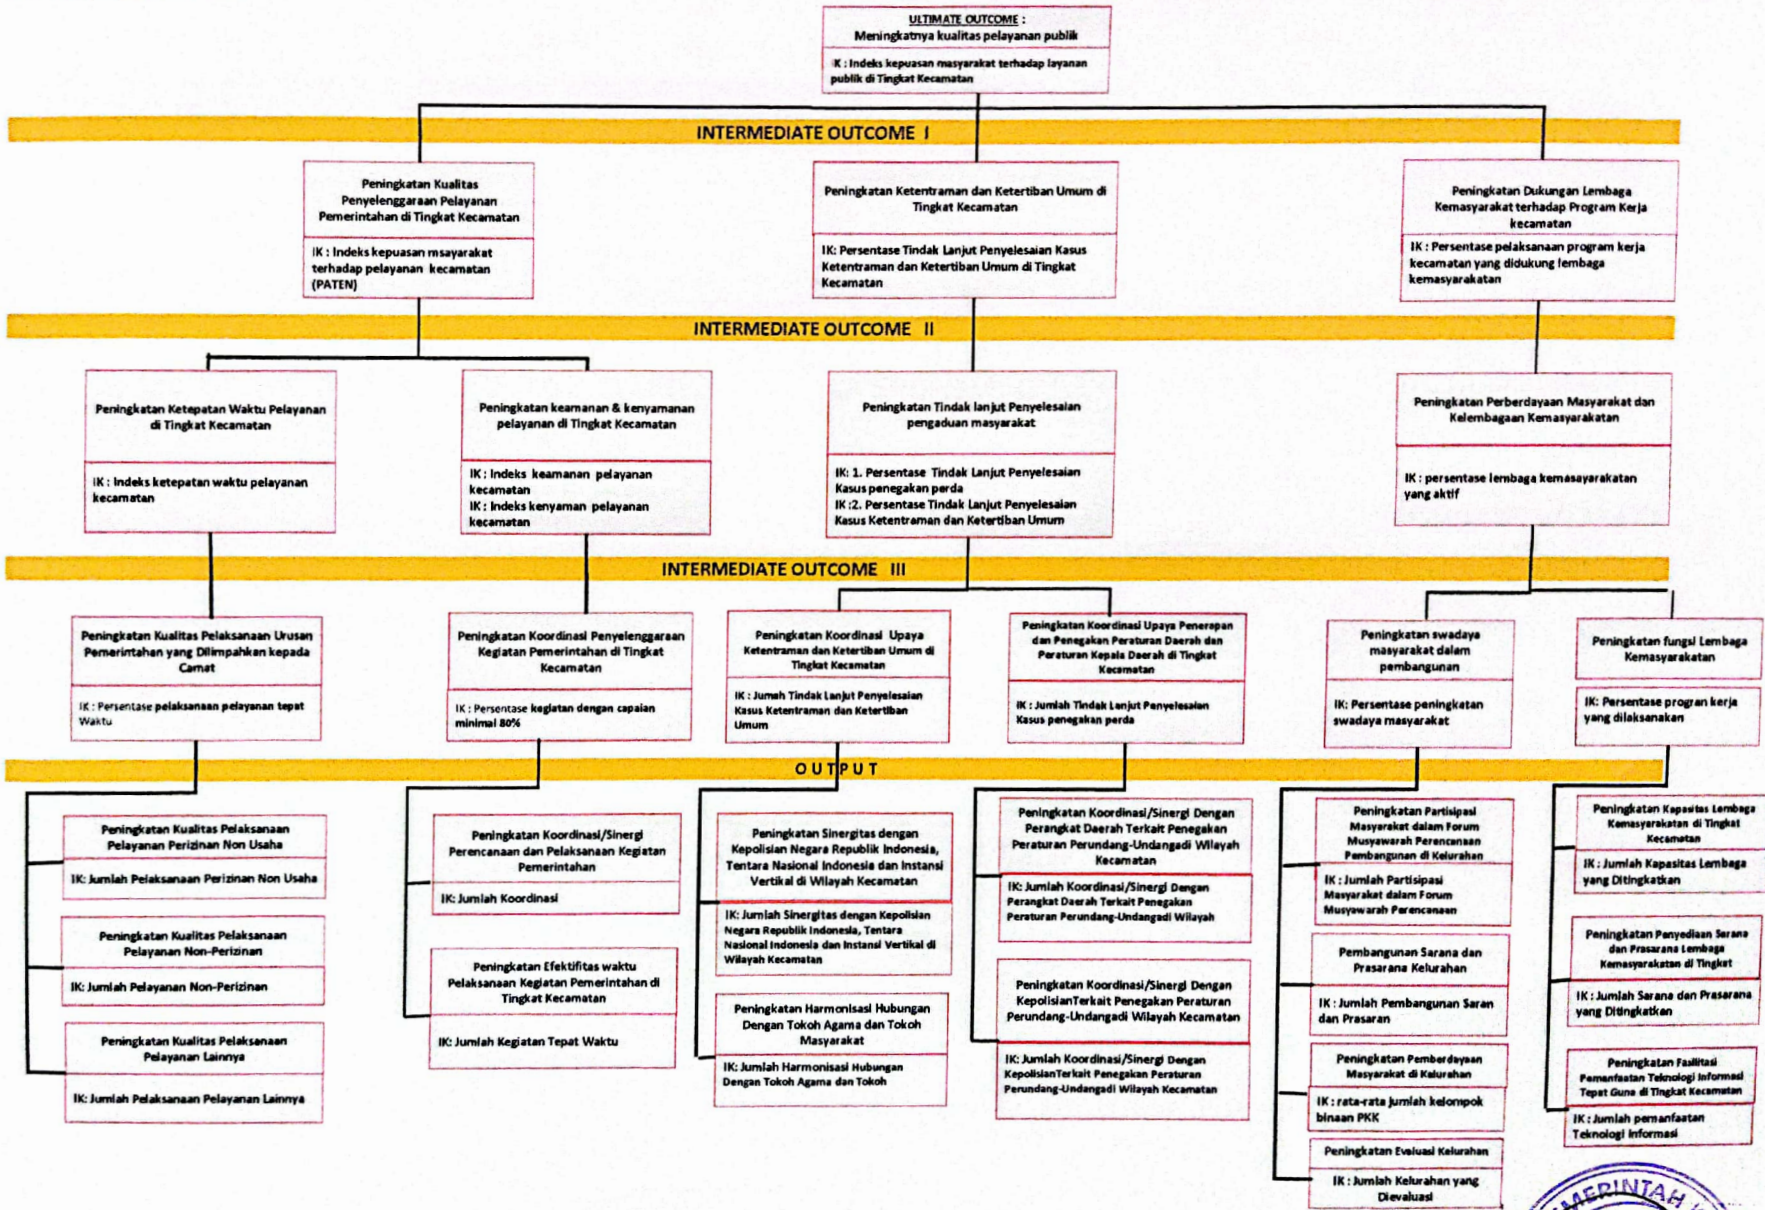 ULTIMATE OUTCOME :
Meningkatnya kualitas pelayanan publik
IK : Indeks kepuasan masyarakat terhadap layanan
publik di Tingkat Kecamatan
INTERMEDIATE OUTCOME I
Peningkatan Kualitas
Penyelenggaraan Pelayanan
Pemerintahan di Tingkat Kecamatan
IK : Indeks kepuasan msayarakat
terhadap pelayanan kecamatan
(PATEN)
Peningkatan Ketentraman dan Ketertiban Umum di
Tingkat Kecamatan
IK: Persentase Tindak Lanjut Penyelesaian Kasus
Ketentraman dan Ketertiban Umum di Tingkat
Kecamatan
Peningkatan Dukungan Lembaga
Kemasyarakat terhadap Program Kerja
kecamatan
IK : Persentase pelaksanaan program kerja
kecamatan yang didukung lembaga
kemasyarakatan
INTERMEDIATE OUTCOME II
Peningkatan Ketepatan Waktu Pelayanan
di Tingkat Kecamatan
IK : Indeks ketepatan waktu pelayanan
kecamatan
Peningkatan keamanan & kenyamanan
pelayanan di Tingkat Kecamatan
IK : Indeks keamanan pelayanan
kecamatan
IK : Indeks kenyaman pelayanan
kecamatan
Peningkatan Tindak lanjut Penyelesaian
pengaduan masyarakat
IK: 1. Persentase Tindak Lanjut Penyelesaian
Kasus penegakan perda
IK :2. Persentase Tindak Lanjut Penyelesaian
Kasus Ketentraman dan Ketertiban Umum
Peningkatan Perberdayaan Masyarakat dan
Kelembagaan Kemasyarakatan
IK : persentase lembaga kemasayarakatan
yang aktif
INTERMEDIATE OUTCOME III
Peningkatan Kualitas Pelaksanaan Urusan
Pemerintahan yang Dilimpahkan kepada
Camat
IK : Persentase pelaksanaan pelayanan tepat
Waktu
Peningkatan Koordinasi Penyelenggaraan
Kegiatan Pemerintahan di Tingkat
Kecamatan
IK : Persentase kegiatan dengan capaian
minimal 80%
Peningkatan Koordinasi Upaya
Ketentraman dan Ketertiban Umum di
Tingkat Kecamatan
IK : Jumah Tindak Lanjut Penyelesaian
Kasus Ketentraman dan Ketertiban
Umum
Peningkatan Koordinasi Upaya Penerapan
dan Penegakan Peraturan Daerah dan
Peraturan Kepala Daerah di Tingkat
Kecamatan
IK : Jumlah Tindak Lanjut Penyelesaian
Kasus penegakan perda
Peningkatan swadaya
masyarakat dalam
pembangunan
IK: Persentase peningkatan
swadaya masyarakat
Peningkatan fungsi Lembaga
Kemasyarakatan
IK: Persentase progran kerja
yang dilaksanakan
OUTPUT
Peningkatan Kualitas Pelaksanaan
Pelayanan Perizinan Non Usaha
IK: Jumlah Pelaksanaan Perizinan Non Usaha
Peningkatan Kualitas Pelaksanaan
Pelayanan Non-Perizinan
IK: Jumlah Pelayanan Non-Perizinan
Peningkatan Kualitas Pelaksanaan
Pelayanan Lainnya
IK: Jumlah Pelaksanaan Pelayanan Lainnya
Peningkatan Koordinasi/Sinergi
Perencanaan dan Pelaksanaan Kegiatan
Pemerintahan
IK: Jumlah Koordinasi
Peningkatan Efektifitas waktu
Pelaksanaan Kegiatan Pemerintahan di
Tingkat Kecamatan
IK: Jumlah Kegiatan Tepat Waktu
Peningkatan Sinergitas dengan
Kepolisian Negara Republik Indonesia,
Tentara Nasional Indonesia dan Instansi
Vertikal di Wilayah Kecamatan
IK: Jumlah Sinergitas dengan Kepolisian
Negara Republik Indonesia, Tentara
Nasional Indonesia dan Instansi Vertikal di
Wilayah Kecamatan
Peningkatan Harmonisasi Hubungan
Dengan Tokoh Agama dan Tokoh
Masyarakat
IK: Jumlah Harmonisasi Hubungan
Dengan Tokoh Agama dan Tokoh
Peningkatan Koordinasi/Sinergi Dengan
Perangkat Daerah Terkait Penegakan
Peraturan Perundang-Undangadi Wilayah
Kecamatan
IK: Jumlah Koordinasi/Sinergi Dengan
Perangkat Daerah Terkait Penegakan
Peraturan Perundang-Undangadi Wilayah
Peningkatan Koordinasi/Sinergi Dengan
KepolisianTerkait Penegakan Peraturan
Perundang-Undangadi Wilayah Kecamatan
IK: Jumlah Koordinasi/Sinergi Dengan
KepolisianTerkait Penegakan Peraturan
Perundang-Undangadi Wilayah Kecamatan
Peningkatan Partisipasi
Masyarakat dalam Forum
Musyawarah Perencanaan
Pembangunan di Kelurahan
IK : Jumlah Partisipasi
Masyarakat dalam Forum
Musyawarah Perencanaan
Pembangunan Sarana dan
Prasarana Kelurahan
IK : Jumlah Pembangunan Saran
dan Prasaran
Peningkatan Pemberdayaan
Masyarakat di Kelurahan
IK : rata-rata jumlah kelompok
binaan PKK
Peningkatan Evaluasi Kelurahan
IK : Jumlah Kelurahan yang
Dievaluasi
Peningkatan Kapasitas Lembaga
Kemasyarakatan di Tingkat
Kecamatan
IK : Jumlah Kapasitas Lembaga
yang Ditingkatkan
Peningkatan Penyediaan Sarana
dan Prasarana Lembaga
Kemasyarakatan di Tingkat
IK : Jumlah Sarana dan Prasarana
yang Ditingkatkan
Peningkatan Fasilitasi
Pemanfaatan Teknologi Informasi
Tepat Guna di Tingkat Kecamatan
IK : Jumlah pemanfaatan
Teknologi Informasi